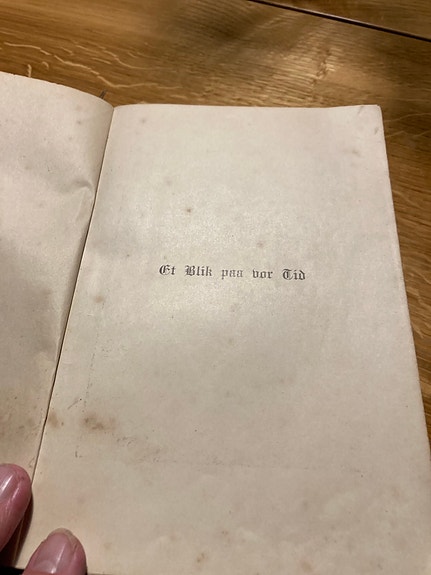 Et Blik paa vor Tid